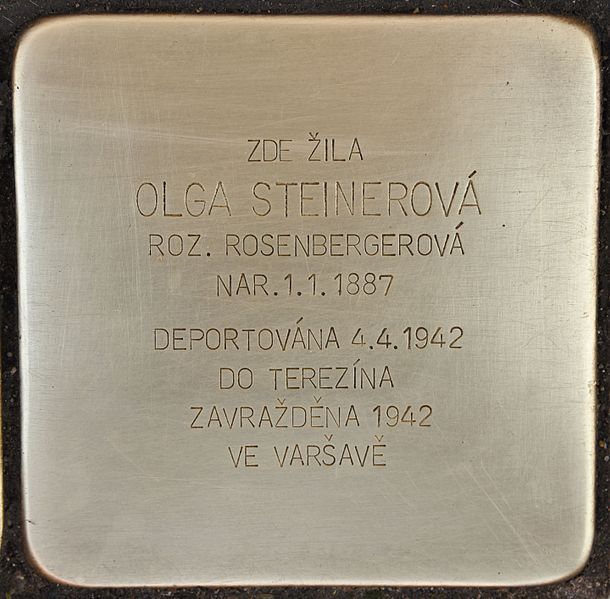 ZDE ŽILA
OLGA STEINEROVÁ
ROZ. ROSENBERGEROVÁ
NAR.1.1.1887
DEPORTOVÁNA 4.4.1942
DO TEREZÍNA
ZAVRAŽDĚNA 1942
VE VARŠAVĚ